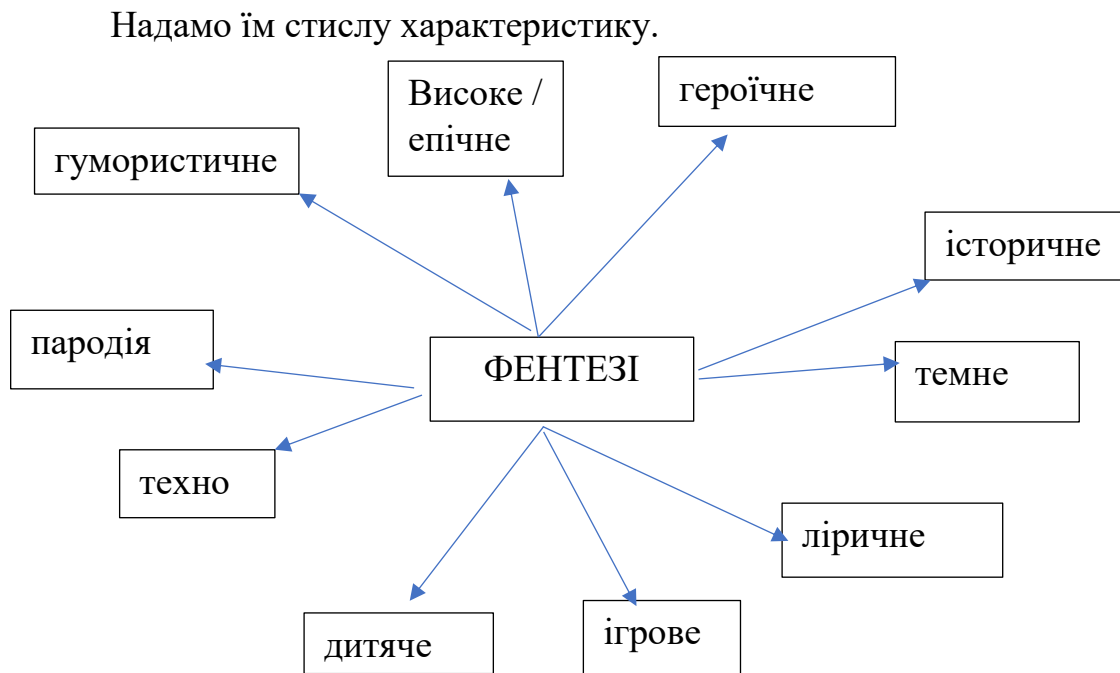 Надамо їм стислу характеристику.
Високе /
епічне
героїчне
гумористичне
історичне
пародія
ФЕНТЕЗІ
темне
техно
ліричне
дитяче
ігрове